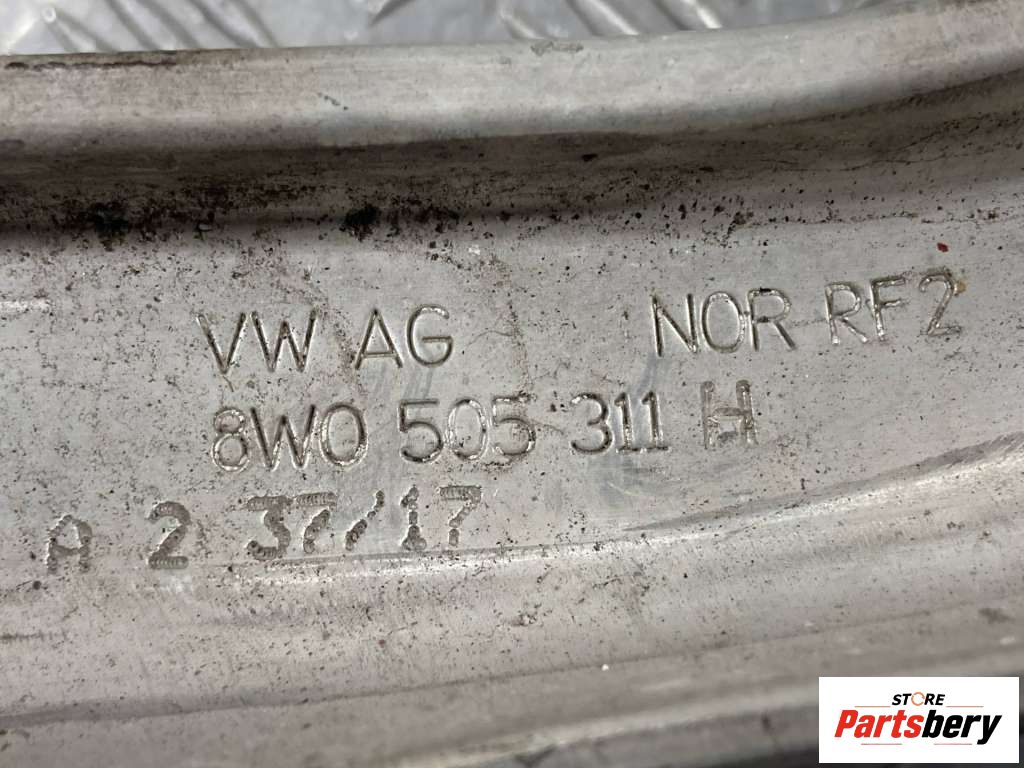 VW AG NOR RF2
8W0 505 311 H
A 2 37/17
STORE
Partsbery